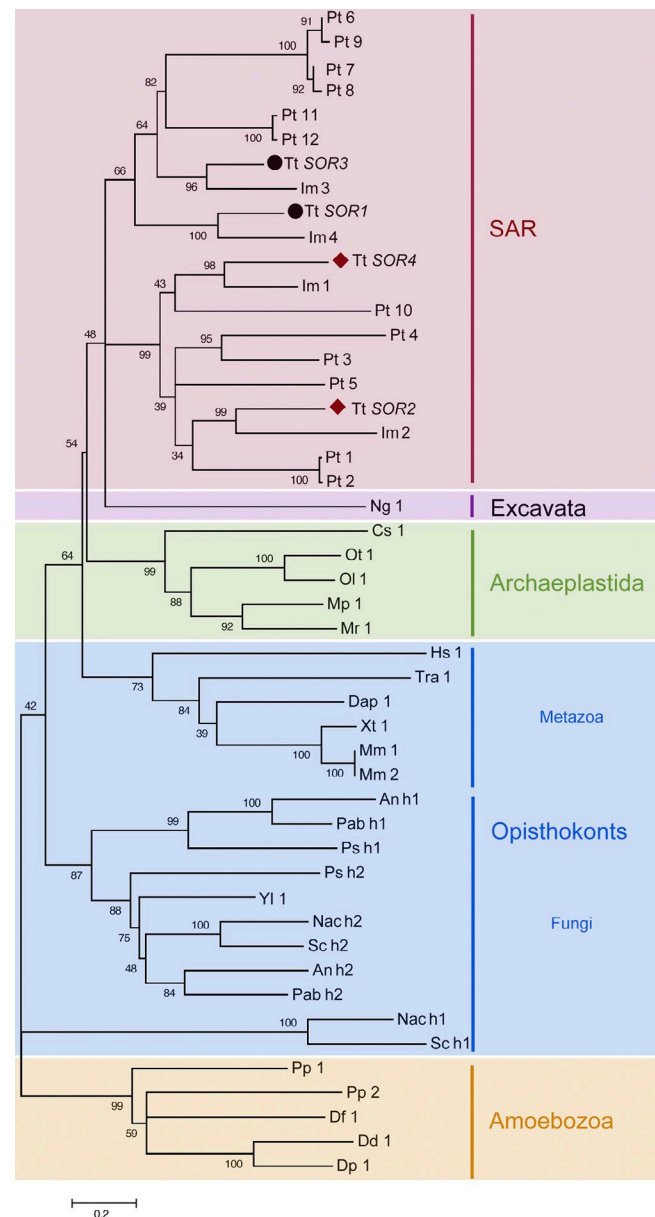 91
Pt 6
100
Pt 9
Pt 7
82
92
Pt 8
Pt 11
64
100
Pt 12
Tt SOR3
66
96
Im 3
Tt SOR1
100
Im 4
SAR
98
Tt SOR4
43
Im 1
Pt 10
48
99
95
Pt 4
Pt 3
Pt 5
39
99
Tt SOR2
Im 2
54
34
Pt 1
100
Pt 2
Ng 1
Excavata
Cs 1
64
99
100
Ot 1
Ol 1
88
Mp 1
92
Mr 1
Archaeplastida
Hs 1
73
Tra 1
84
Dap 1
42
39
Xt 1
100
Mm 1
100
Mm 2
Metazoa
100
An h1
99
Pab h1
Ps h1
Opisthokonts
87
Ps h2
88
Yl 1
75
100
Nac h2
Fungi
48
Sc h2
An h2
84
Pab h2
100
Nac h1
Sc h1
Pp 1
99
Pp 2
59
Df 1
Amoebozoa
Dd 1
100
Dp 1
0.2